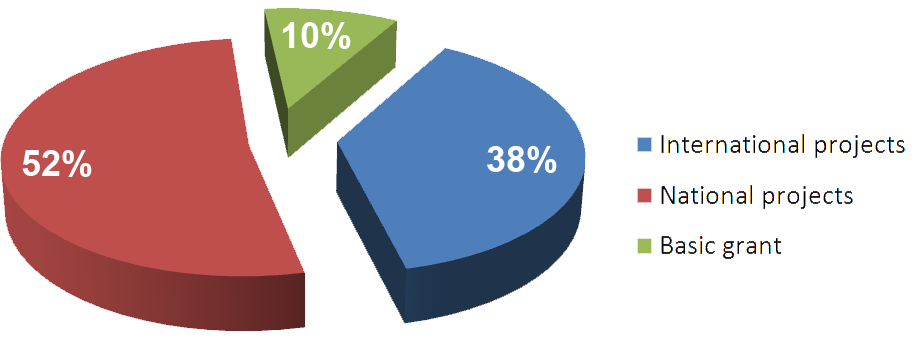 10%
52%
38%
International projects
National projects
Basic grant